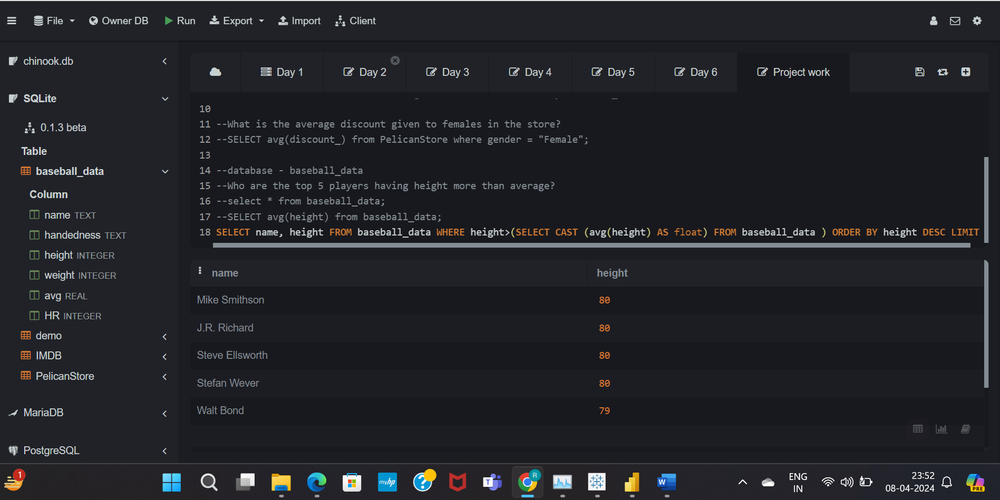 File
Owner DB
Run
Export
Import
Client
chinook.db
SQLite
0.1.3 beta
Table
baseball_data
Column
name TEXT
handedness TEXT
height INTEGER
weight INTEGER
avg REAL
HR INTEGER
demo
IMDB
PelicanStore
MariaDB
PostgreSQL
Day 1
Day 2
Day 3
Day 4
Day 5
Day 6
Project work
10
11 --What is the average discount given to females in the store?
12 --SELECT avg(discount_) from PelicanStore where gender = "Female";
13
14 --database - baseball_data
15 --Who are the top 5 players having height more than average?
16 --select * from baseball_data;
17 --SELECT avg(height) from baseball_data;
18 SELECT name, height FROM baseball_data WHERE height>(SELECT CAST (avg(height) AS float) FROM baseball_data ) ORDER BY height DESC LIMIT
name height
Mike Smithson 80
J.R. Richard 80
Steve Ellsworth 80
Stefan Wever 80
Walt Bond 79
1
myhp
?
T
R
W
ENG
IN
23:52
08-04-2024
PRE